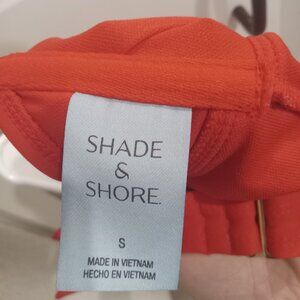 SHADE
&
SHORE.
S
MADE IN VIETNAM
HECHO EN VIETNAM